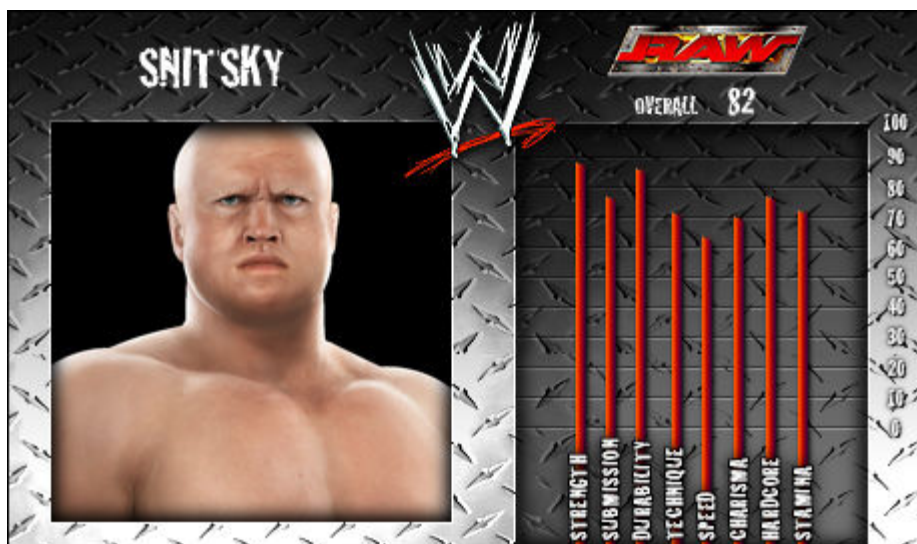 SNITSKY
W
RAW
OVERALL 82
100
90
80
70
60
50
40
30
20
10
0
STRENGTH
SUBMISSION
DURABILITY
TECHNIQUE
SPEED
CHARISMA
HARDCORE
STAMINA